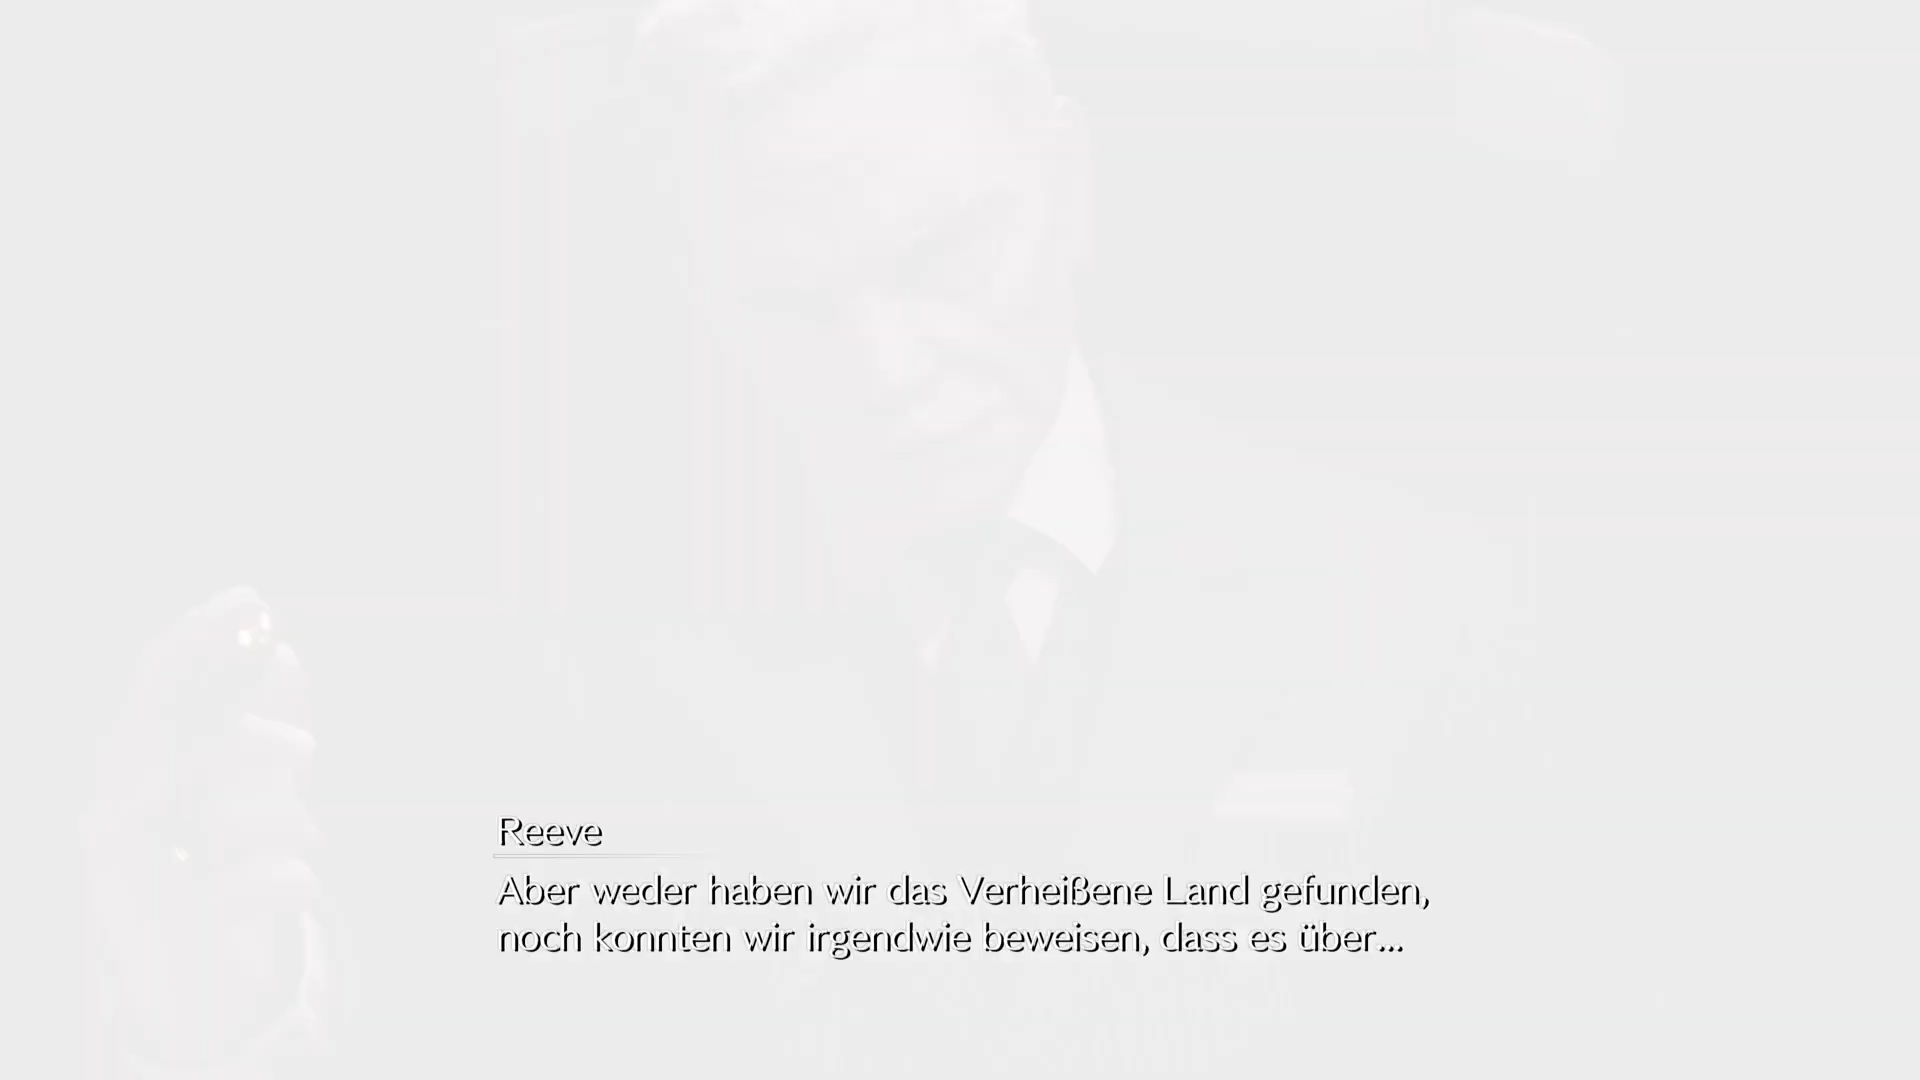 Reeve
Aber weder haben wir das Verheißene Land gefunden,
noch konnten wir irgendwie beweisen, dass es über...